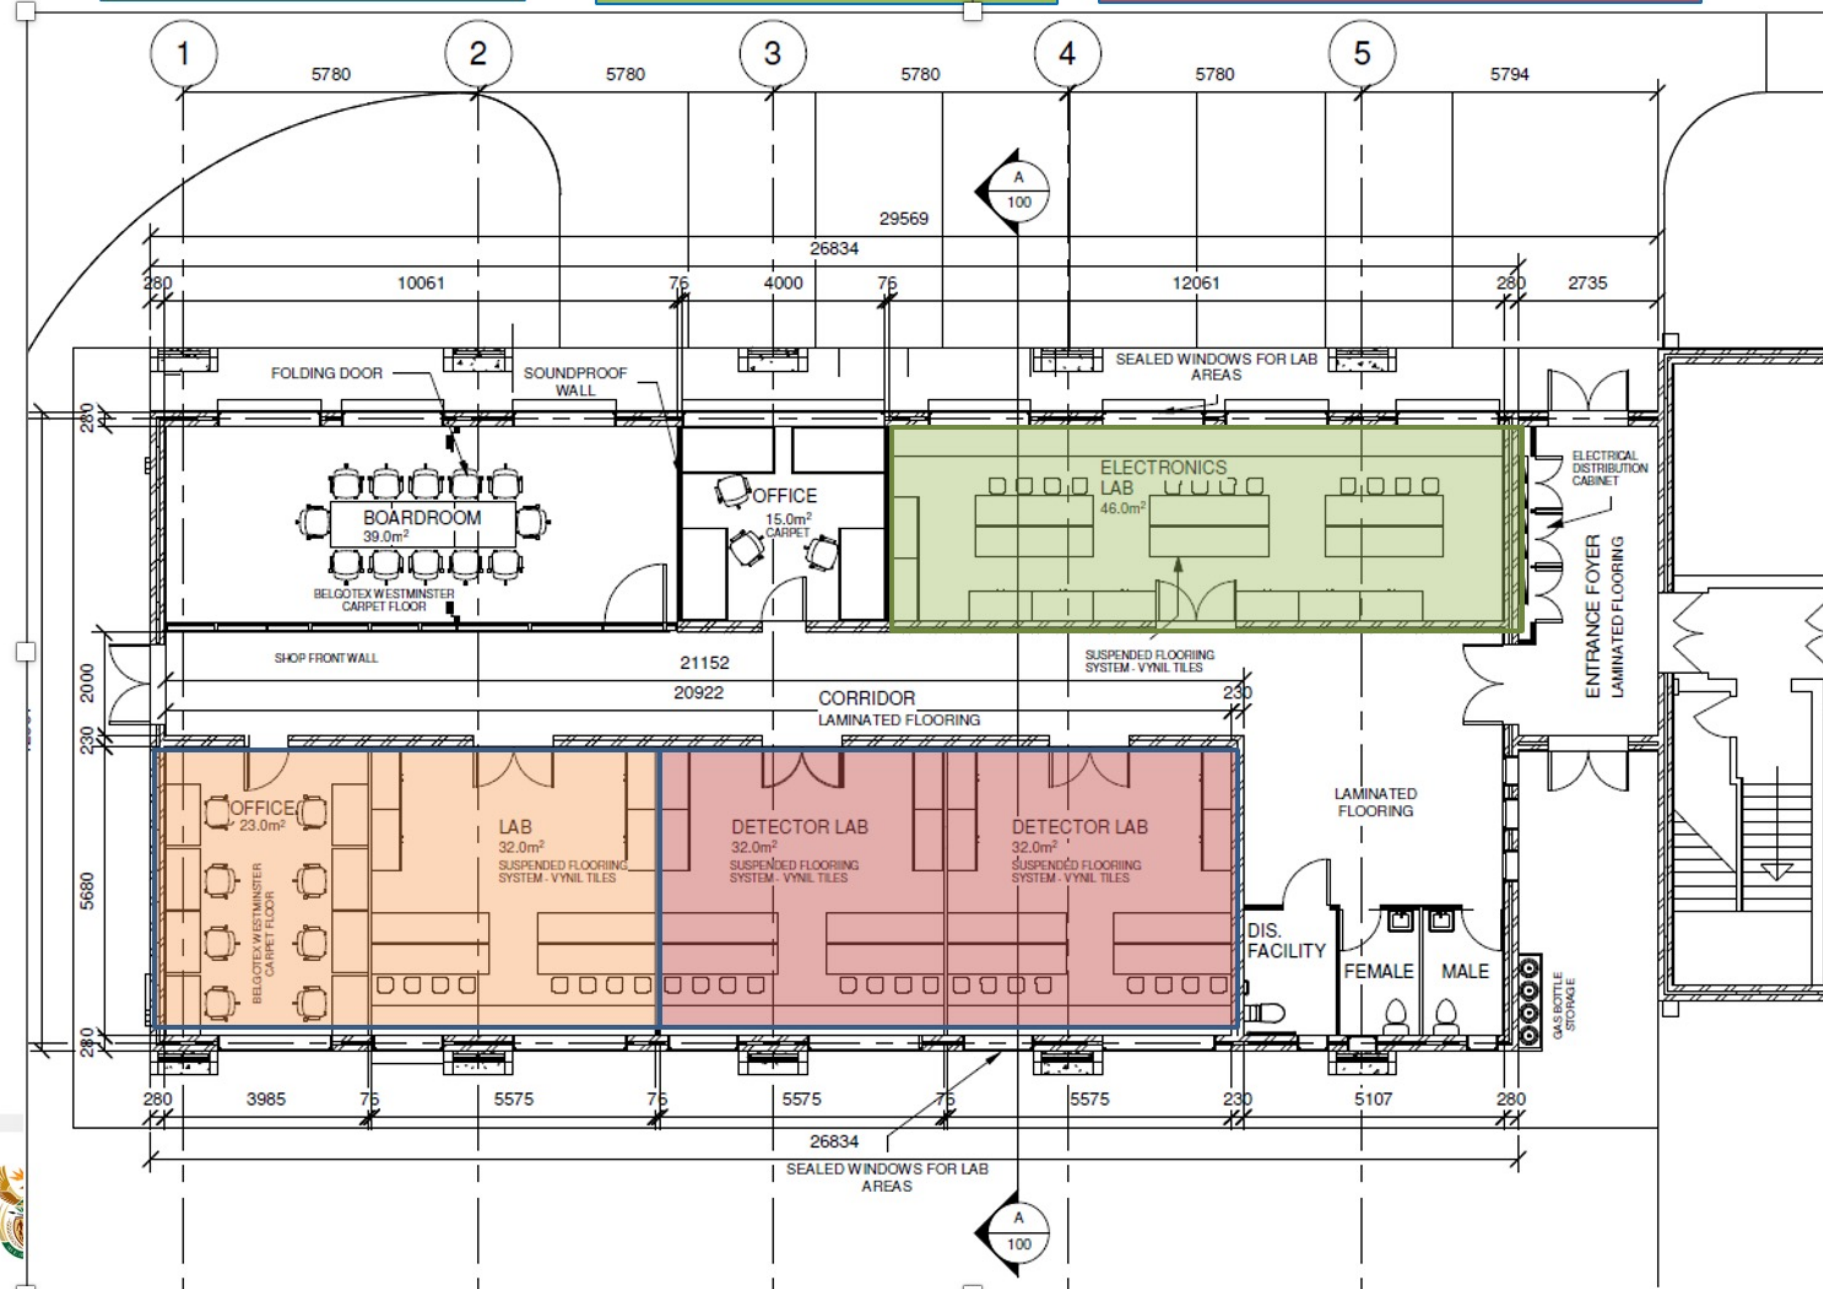 1
2
3
4
5
5780
5780
5780
5780
5794
A
100
29569
26834
280
10061
76
4000
76
12061
280
2735
FOLDING DOOR
SOUNDPROOF
WALL
SEALED WINDOWS FOR LAB
AREAS
280
BOARDROOM
39.0m²
BELGOTEX WESTMINSTER
CARPET FLOOR
OFFICE
15.0m²
CARPET
ELECTRONICS
LAB
46.0m²
ELECTRICAL
DISTRIBUTION
CABINET
ENTRANCE FOYER
LAMINATED FLOORING
SHOP FRONT WALL
SUSPENDED FLOORIING
SYSTEM - VYNIL TILES
2000
21152
20922
230
CORRIDOR
LAMINATED FLOORING
230
OFFICE
23.0m²
BELGOTEX WESTMINSTER
CARPET FLOOR
LAB
32.0m²
SUSPENDED FLOORIING
SYSTEM - VYNIL TILES
DETECTOR LAB
32.0m²
SUSPENDED FLOORIING
SYSTEM - VYNIL TILES
DETECTOR LAB
32.0m²
SUSPENDED FLOORIING
SYSTEM - VYNIL TILES
LAMINATED
FLOORING
5680
DIS.
FACILITY
FEMALE
MALE
GAS BOTTLE
STORAGE
280
280
3985
76
5575
76
5575
76
5575
230
5107
280
26834
SEALED WINDOWS FOR LAB
AREAS
A
100